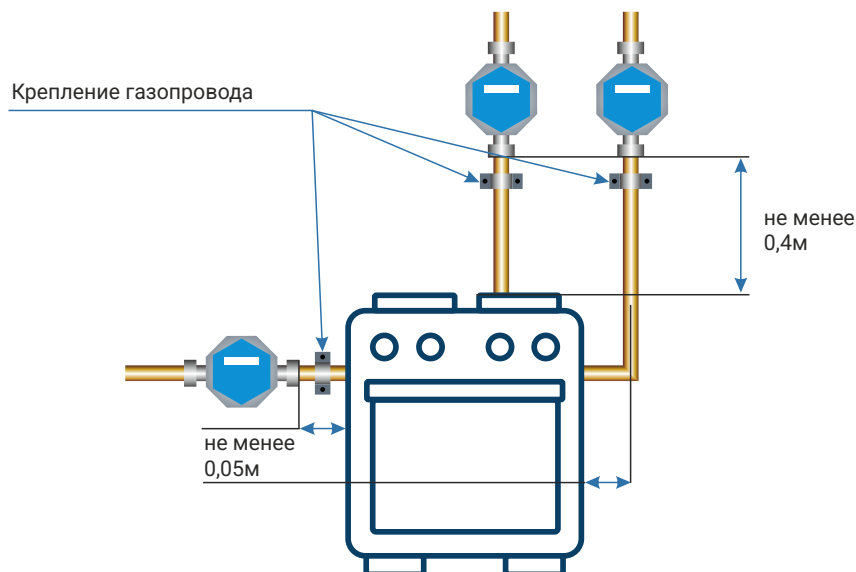 Крепление газопровода
не менее
0,4м
не менее
0,05м